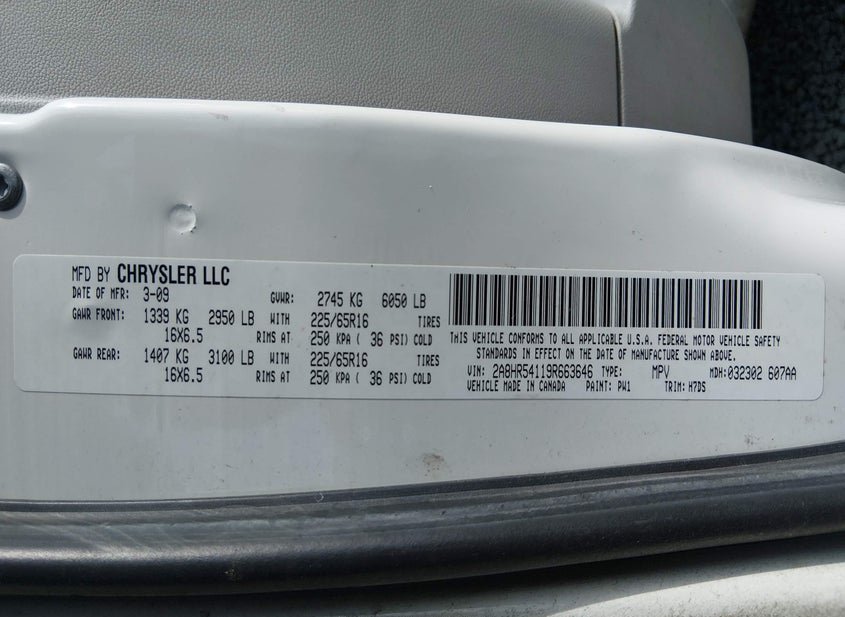 MFD BY CHRYSLER LLC
DATE OF MFR: 3-09 GVWR: 2745 KG 6050 LB
GAWR FRONT: 1339 KG 2950 LB WITH 225/65R16 TIRES
16X6.5 RIMS AT 250 KPA ( 36 PSI) COLD
GAWR REAR: 1407 KG 3100 LB WITH 225/65R16 TIRES
16X6.5 RIMS AT 250 KPA ( 36 PSI) COLD
THIS VEHICLE CONFORMS TO ALL APPLICABLE U.S.A. FEDERAL MOTOR VEHICLE SAFETY
STANDARDS IN EFFECT ON THE DATE OF MANUFACTURE SHOWN ABOVE.
VIN: 2A8HR54119R663646 TYPE: MPV MDH: 032302 607AA
VEHICLE MADE IN CANADA PAINT: PW1 TRIM: H7DS